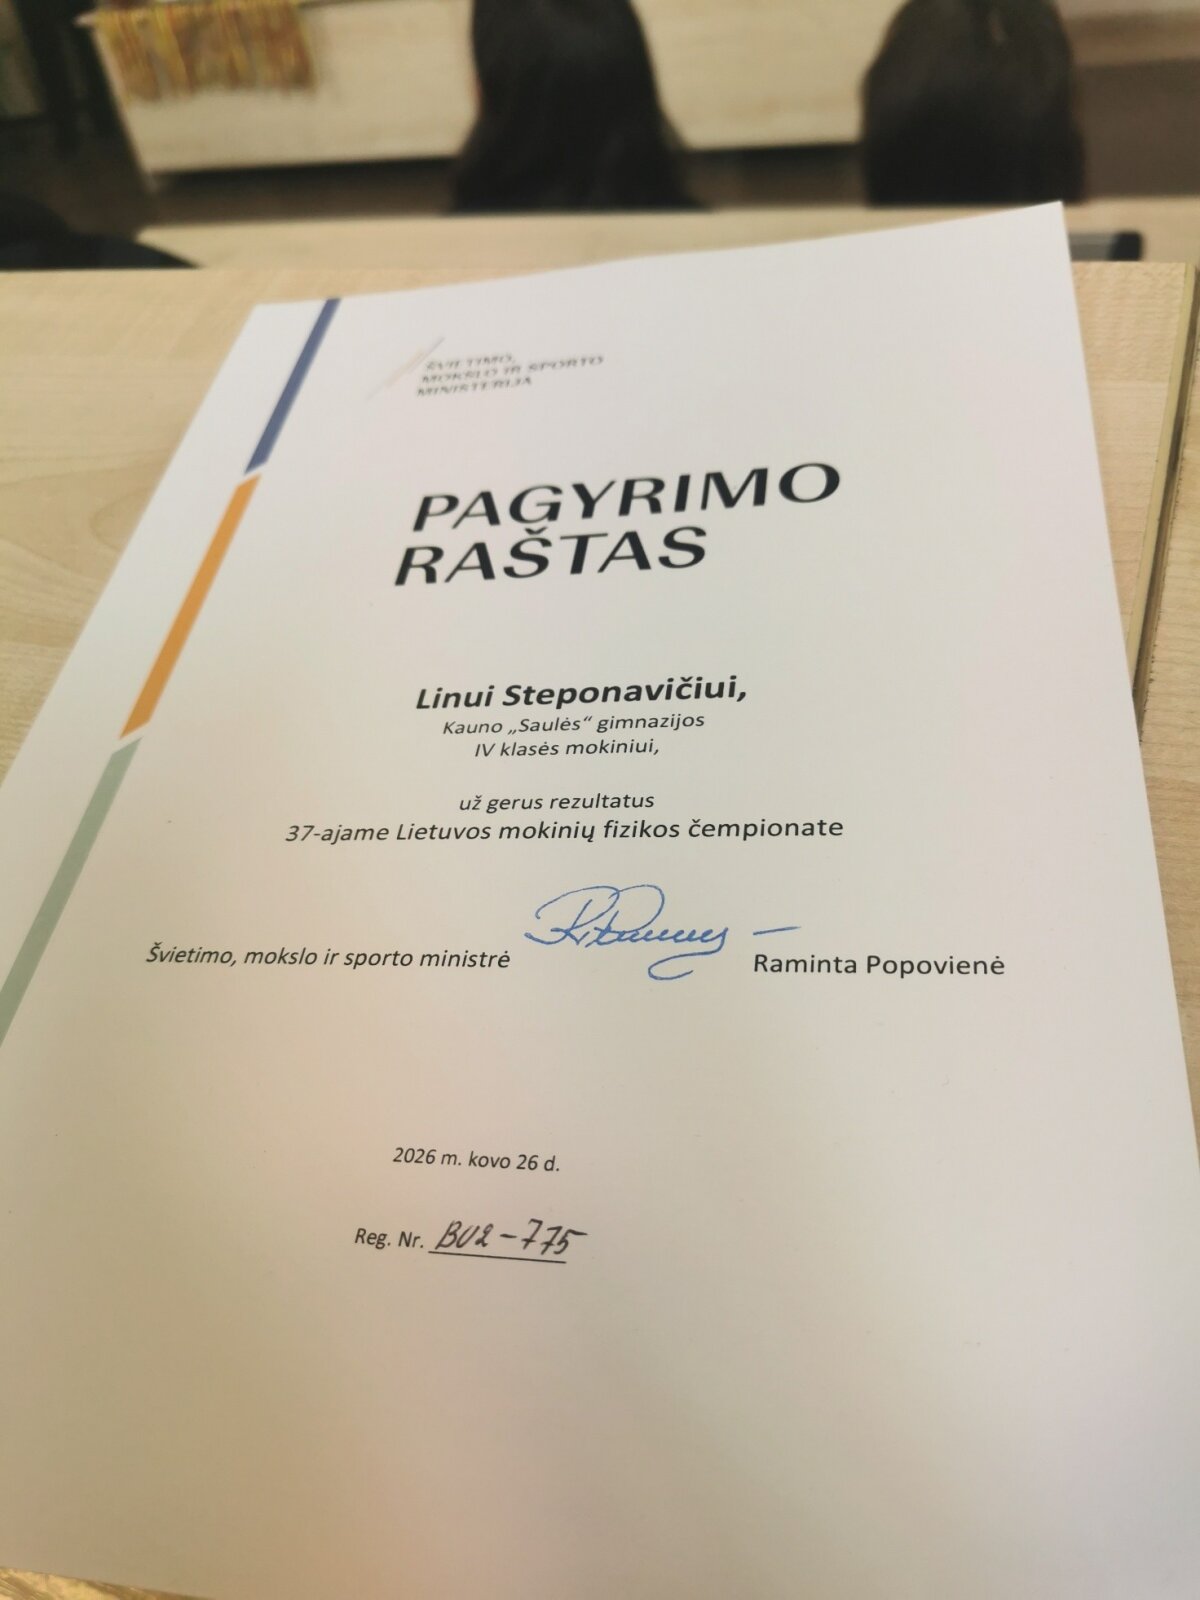 ŠVIETIMO,
MOKSLO IR SPORTO
MINISTERIJA
PAGYRIMO
RAŠTAS
Linui Steponavičiui,
Kauno „Saulės“ gimnazijos
IV klasės mokiniui,
už gerus rezultatus
37-ajame Lietuvos mokinių fizikos čempionate
Švietimo, mokslo ir sporto ministrė Raminta Popovienė
2026 m. kovo 26 d.
Reg. Nr. BU2-775